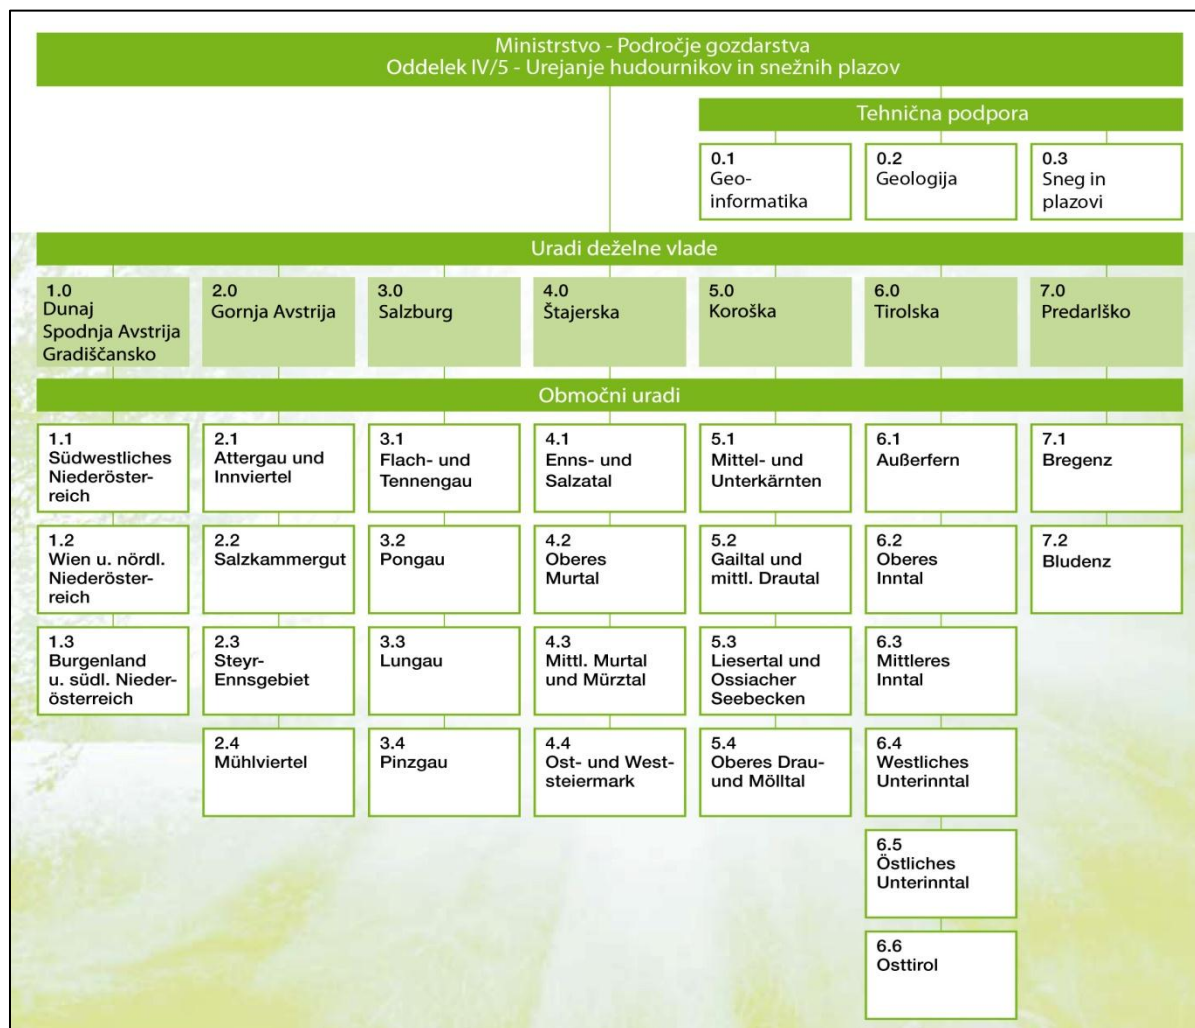 Ministrstvo - Področje gozdarstva
Oddelek IV/5 - Urejanje hudournikov in snežnih plazov
Tehnična podpora
0.1
Geo-
informatika
0.2
Geologija
0.3
Sneg in
plazovi
Uradi deželne vlade
1.0
Dunaj
Spodnja Avstrija
Gradiščansko
2.0
Gornja Avstrija
3.0
Salzburg
4.0
Štajerska
5.0
Koroška
6.0
Tirolska
7.0
Predarlško
Območni uradi
1.1
Südwestliches
Niederöster-
reich
2.1
Attergau und
Innviertel
3.1
Flach- und
Tennengau
4.1
Enns- und
Salzatal
5.1
Mittel- und
Unterkärnten
6.1
Außerfern
7.1
Bregenz
1.2
Wien u. nördl.
Niederöster-
reich
2.2
Salzkammergut
3.2
Pongau
4.2
Oberes
Murtal
5.2
Gailtal und
mittl. Drautal
6.2
Oberes
Inntal
7.2
Bludenz
1.3
Burgenland
u. südl. Nieder-
österreich
2.3
Steyr-
Ennsgebiet
3.3
Lungau
4.3
Mittl. Murtal
und Mürztal
5.3
Liesertal und
Ossiacher
Seebecken
6.3
Mittleres
Inntal
2.4
Mühlviertel
3.4
Pinzgau
4.4
Ost- und West-
steiermark
5.4
Oberes Drau-
und Mölltal
6.4
Westliches
Unterinntal
6.5
Östliches
Unterinntal
6.6
Osttirol